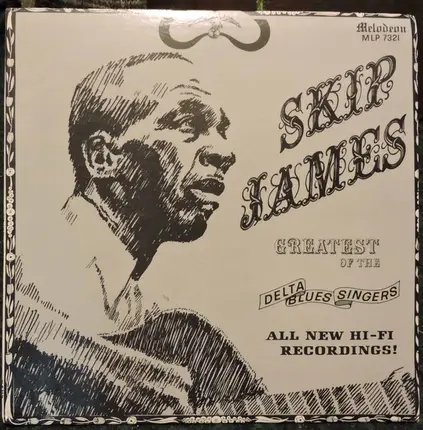 Melodeon
MLP 7321
SKIP
JAMES
GREATEST
OF THE
DELTA
BLUES SINGERS
ALL NEW HI-FI
RECORDINGS!